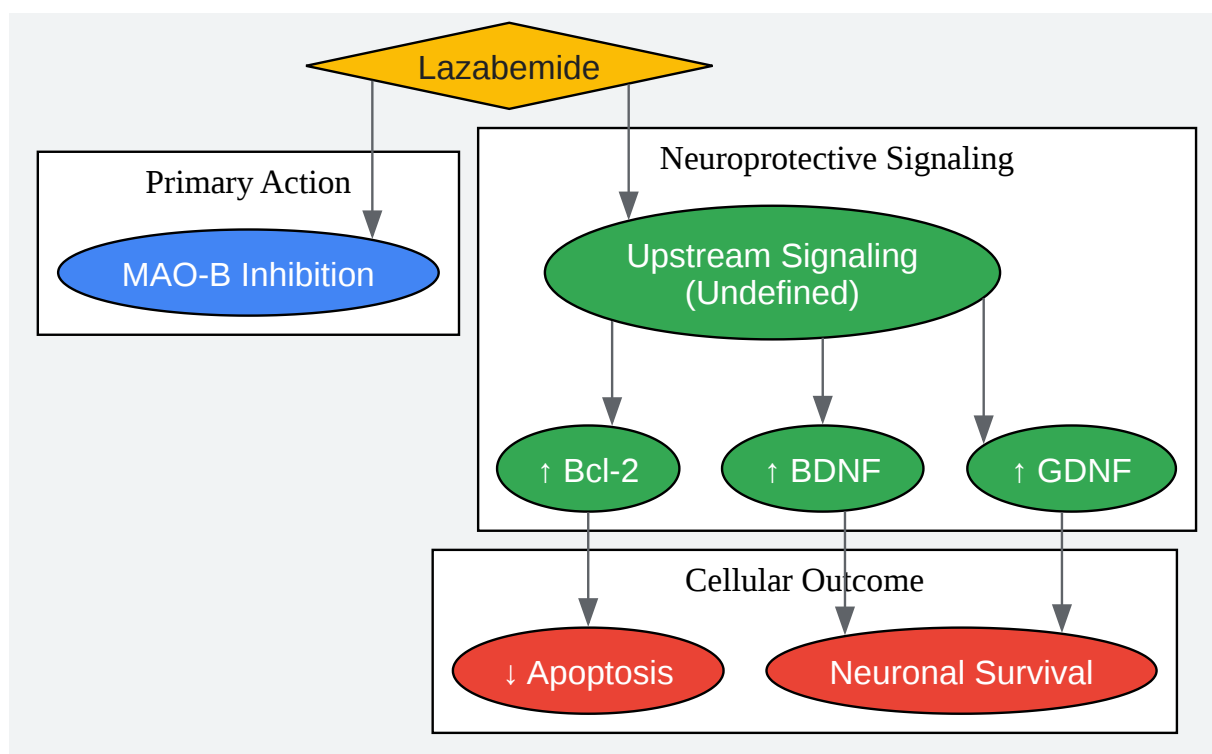 Lazabemide
Neuroprotective Signaling
Primary Action
Upstream Signaling
(Undefined)
MAO-B Inhibition
↑ Bcl-2
↑ BDNF
↑ GDNF
Cellular Outcome
↓ Apoptosis
Neuronal Survival